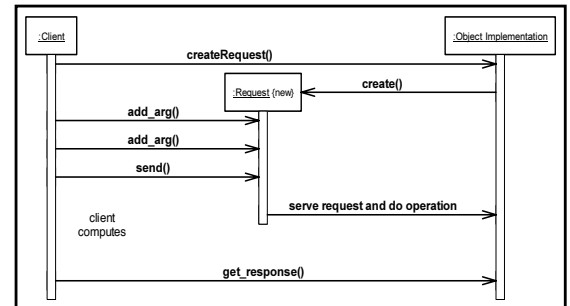 :Client
:Object Implementation
createRequest()
:Request {new}
create()
add_arg()
add_arg()
send()
serve request and do operation
client
computes
get_response()